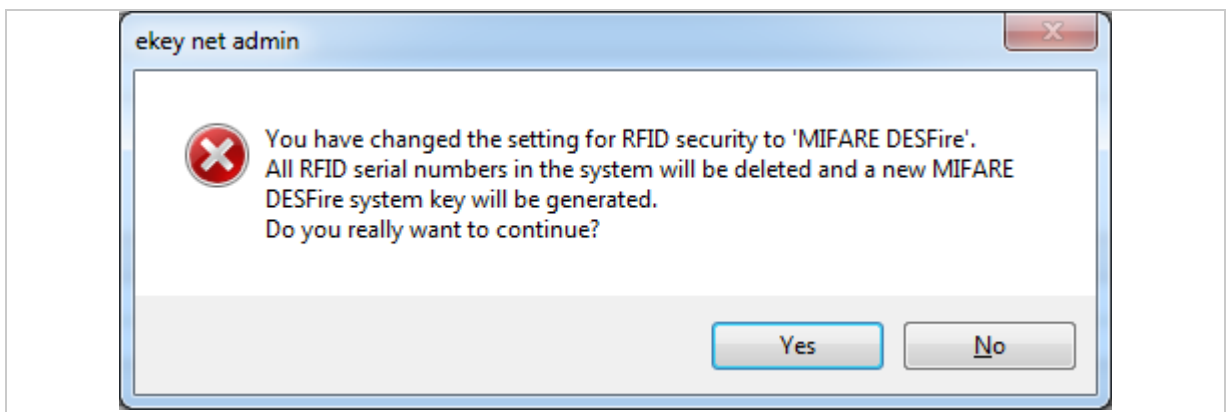 ekey net admin
You have changed the setting for RFID security to 'MIFARE DESFire'.
All RFID serial numbers in the system will be deleted and a new MIFARE
DESFire system key will be generated.
Do you really want to continue?
Yes
No